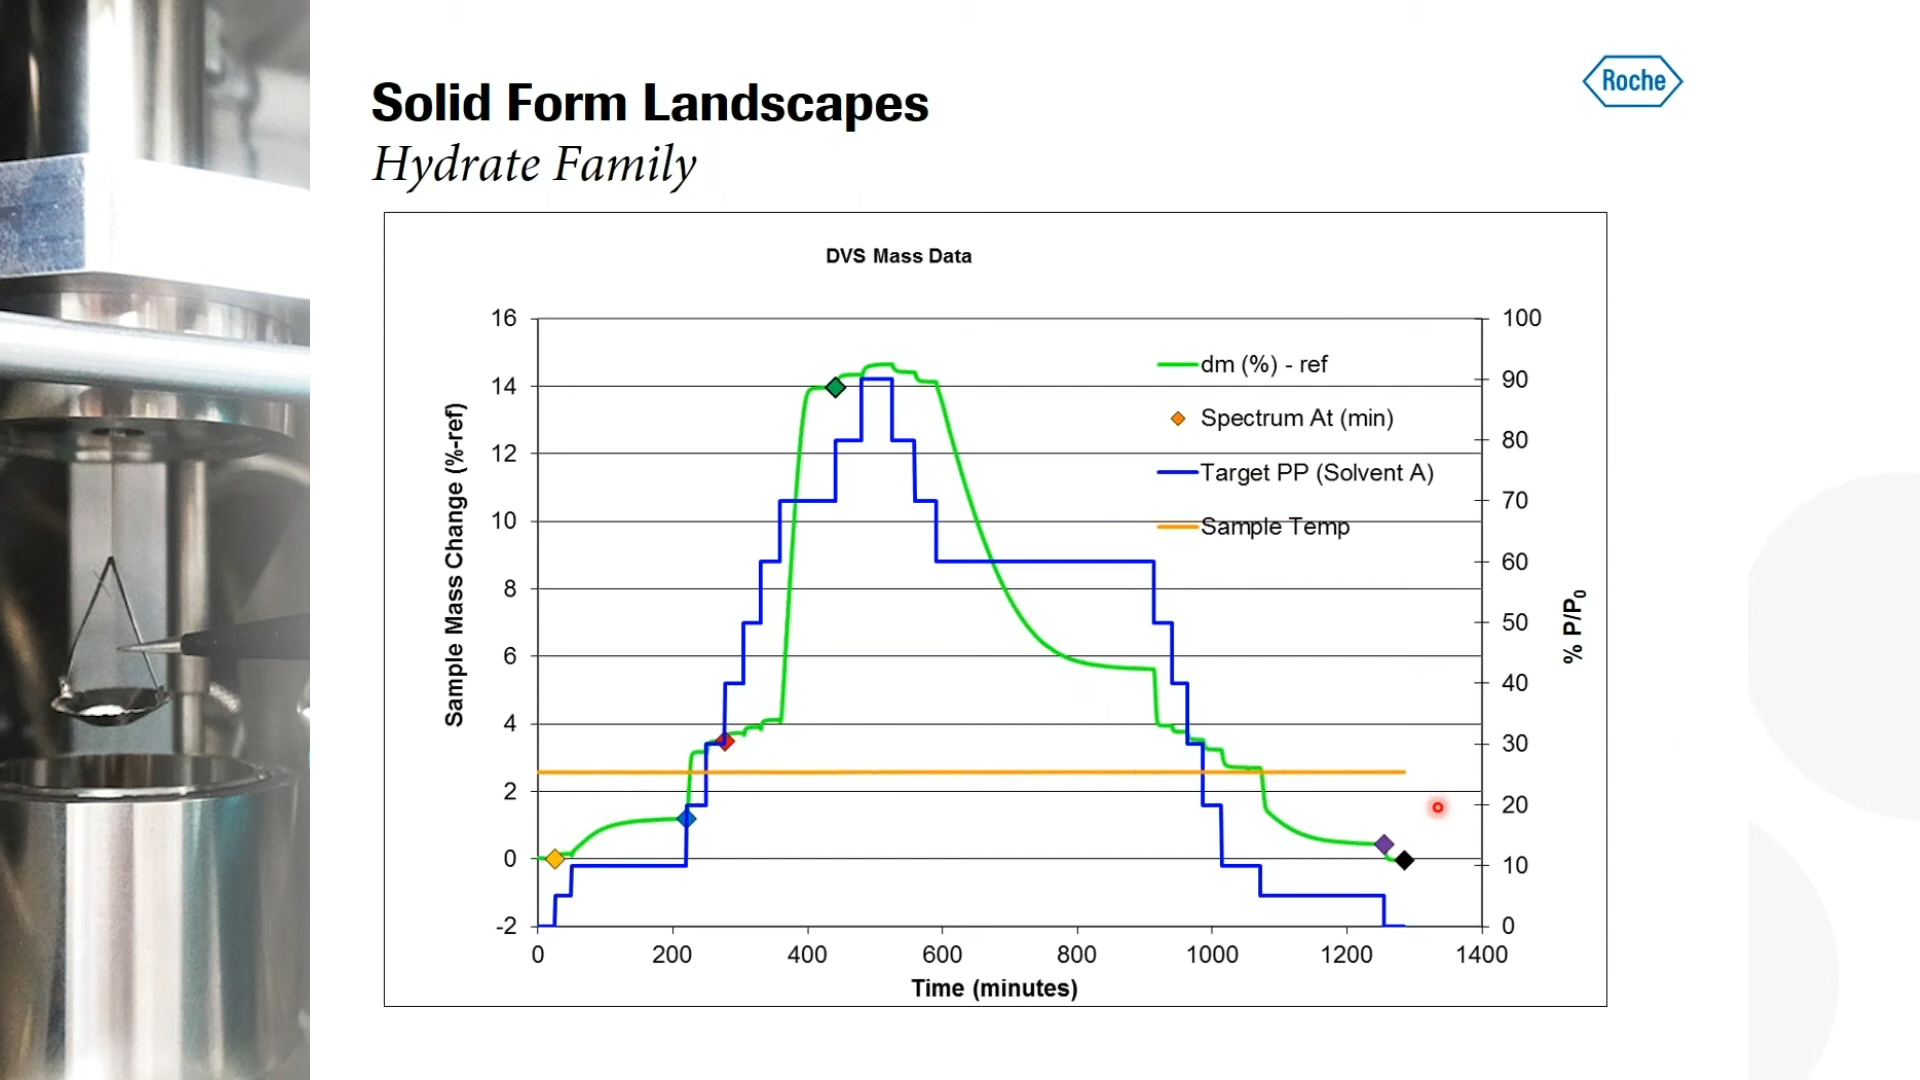 Roche
Solid Form Landscapes
Hydrate Family
DVS Mass Data
16
14
12
10
8
6
4
2
0
-2
Sample Mass Change (%-ref)
dm (%) - ref
Spectrum At (min)
Target PP (Solvent A)
Sample Temp
100
90
80
70
60
50
40
30
20
10
0
% P/P0
0 200 400 600 800 1000 1200 1400
Time (minutes)